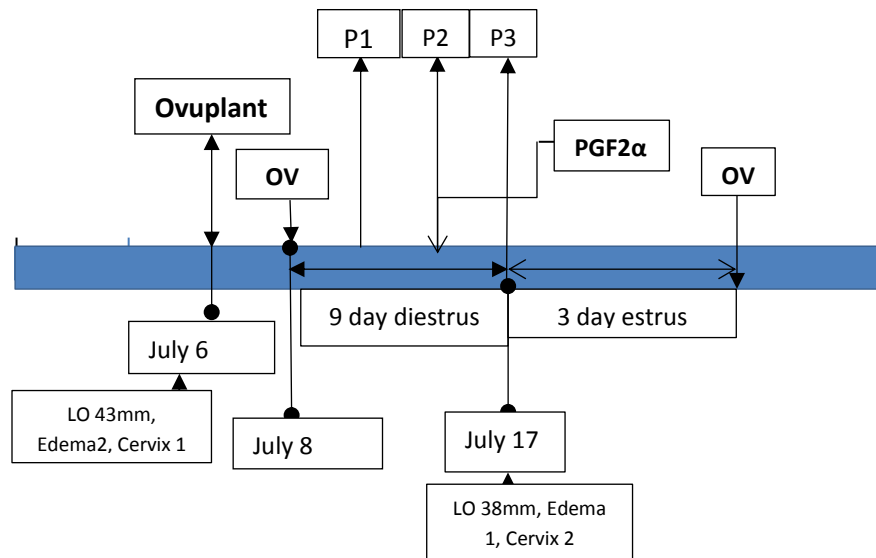 P1
P2
P3
Ovuplant
PGF2α
OV
OV
9 day diestrus
3 day estrus
July 6
LO 43mm,
Edema2, Cervix 1
July 8
July 17
LO 38mm, Edema
1, Cervix 2